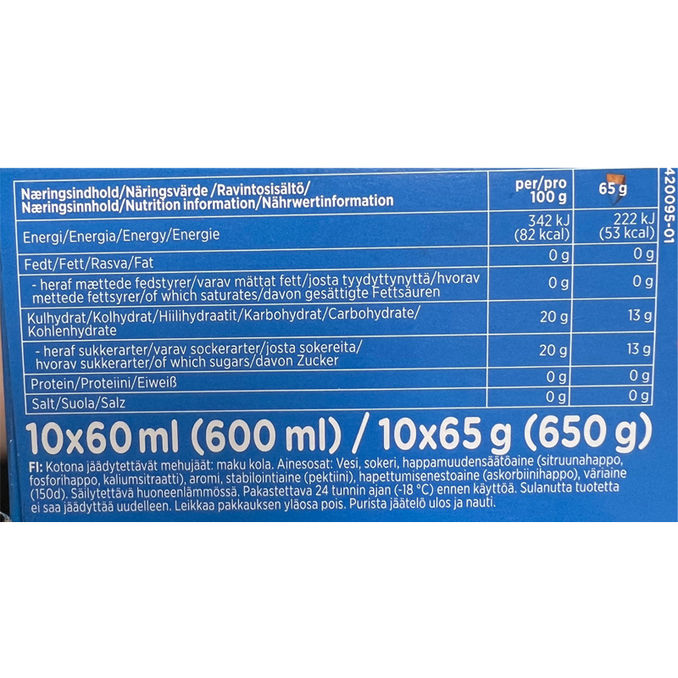 Næringsindhold/Näringsvärde /Ravintosisältö/
Næringsinnhold/Nutrition information/Nährwertinformation
per/pro
100 g
65 g
Energi/Energia/Energy/Energie
342 kJ
(82 kcal)
222 kJ
(53 kcal)
Fedt/Fett/Rasva/Fat
0 g
0 g
- heraf mættede fedstyrer/varav mättat fett/josta tyydyttynyttä/hvorav
mettede fettsyrer/of which saturates/davon gesättigte Fettsäuren
0 g
0 g
Kulhydrat/Kolhydrat/Hiilihydraatit/Karbohydrat/Carbohydrate/
Kohlenhydrate
20 g
13 g
- heraf sukkerarter/varav sockerarter/josta sokereita/
hvorav sukkerarter/of which sugars/davon Zucker
20 g
13 g
Protein/Proteiini/Eiweiß
0 g
0 g
Salt/Suola/Salz
0 g
0 g
420095-01
10x60 ml (600 ml) / 10x65 g (650 g)
FI: Kotona jäädytettävät mehujäät: maku kola. Ainesosat: Vesi, sokeri, happamuudensäätöaine (sitruunahappo,
fosforihappo, kaliumsitraatti), aromi, stabilointiaine (pektiini), hapettumisenestoaine (askorbiinihappo), väriaine
(150d). Säilytettävä huoneenlämmössä. Pakastettava 24 tunnin ajan (-18 °C) ennen käyttöä. Sulanutta tuotetta
ei saa jäädyttää uudelleen. Leikkaa pakkauksen yläosa pois. Purista jäätelö ulos ja nauti.